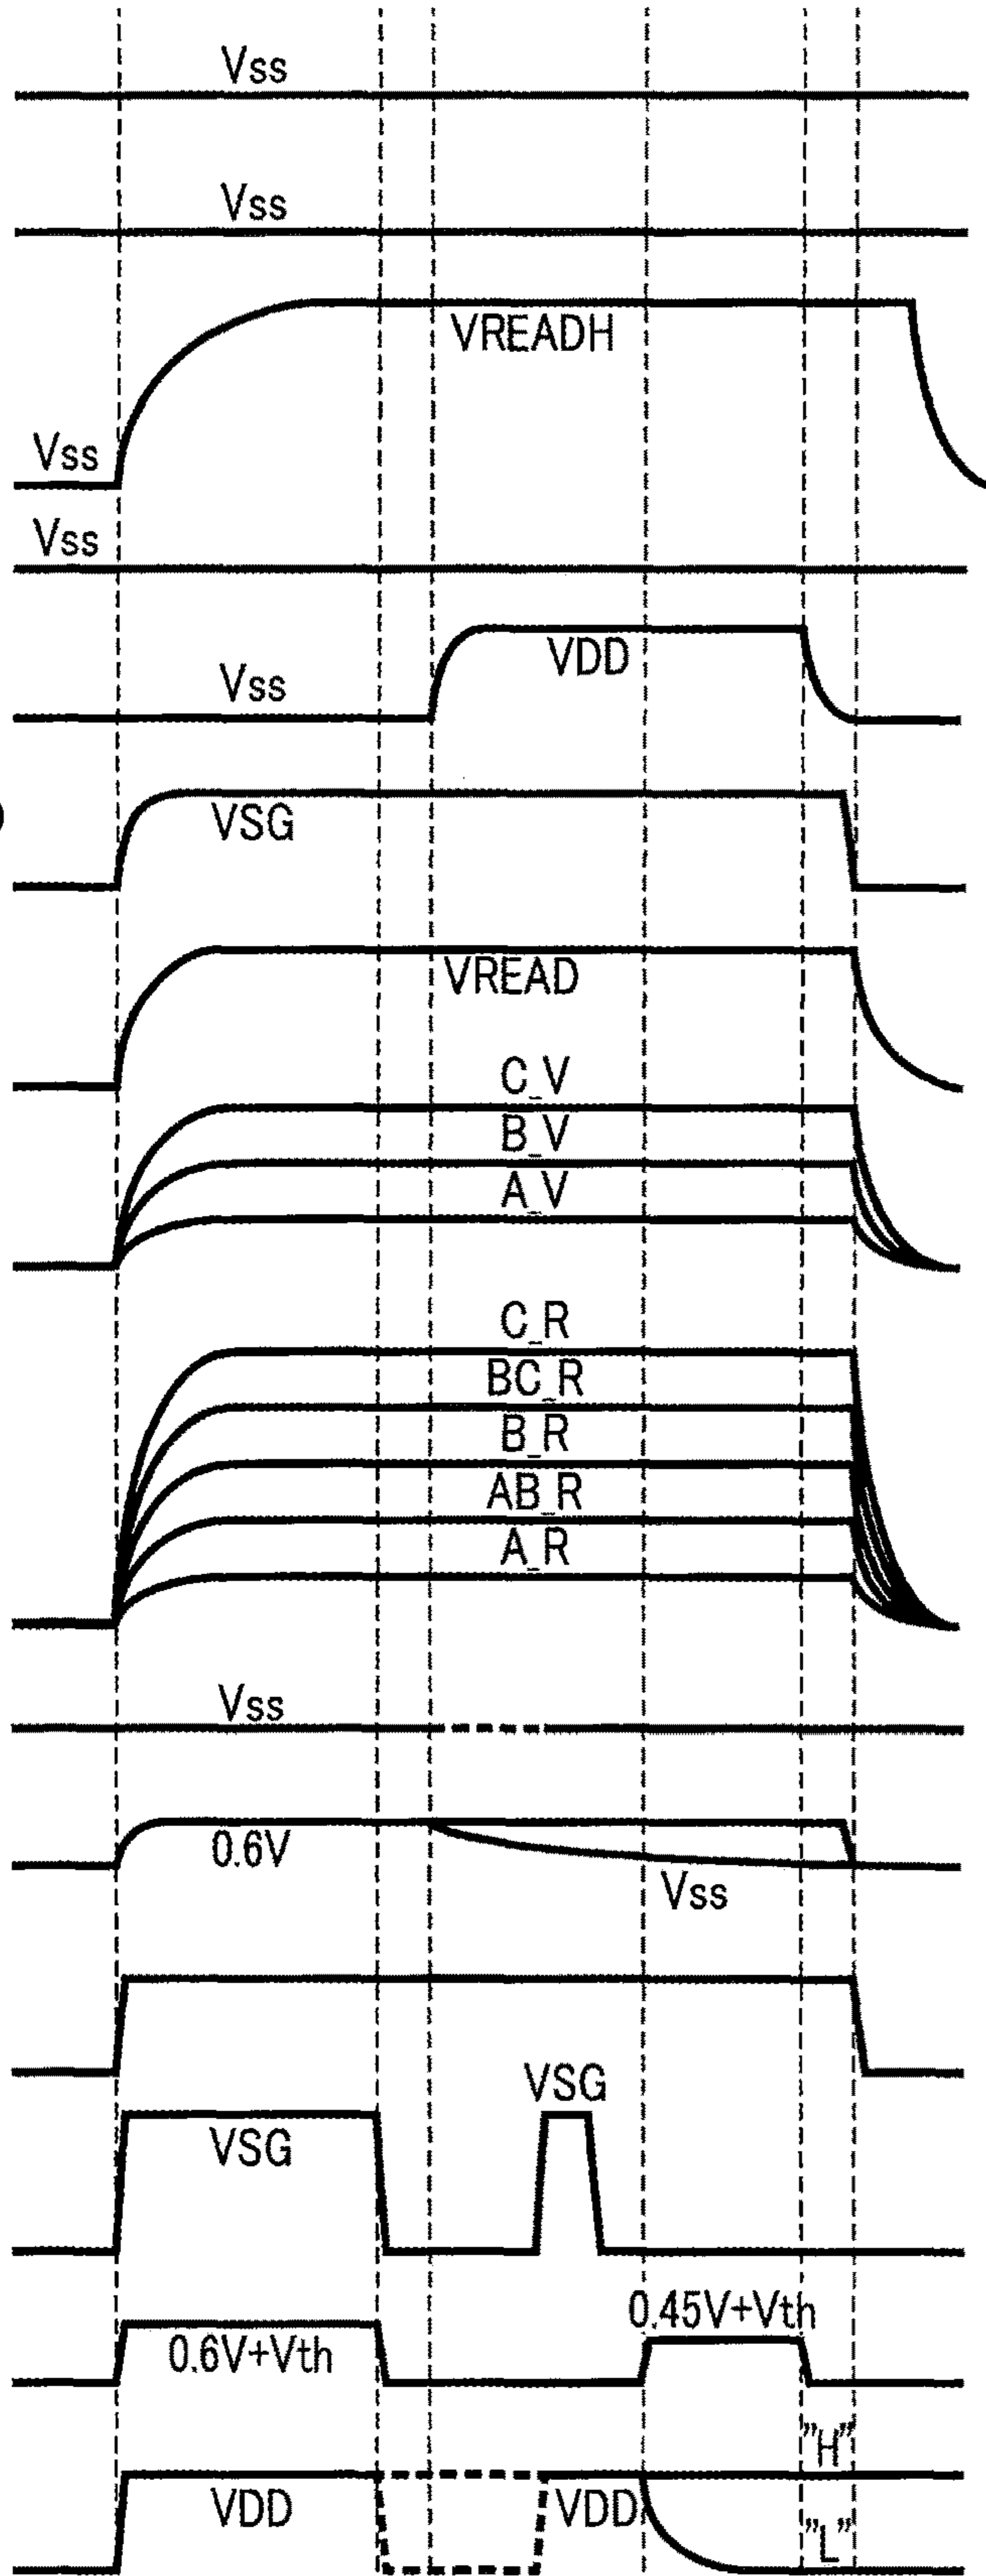 Vss
Vss
VREADH
Vss
Vss
VDD
Vss
VSG
VREAD
C_V
B_V
A_V
C_R
BC_R
B_R
AB_R
A_R
Vss
0.6V
Vss
VSG
VSG
0.45V+Vth
0.6V+Vth
"H"
VDD VDD
"L"